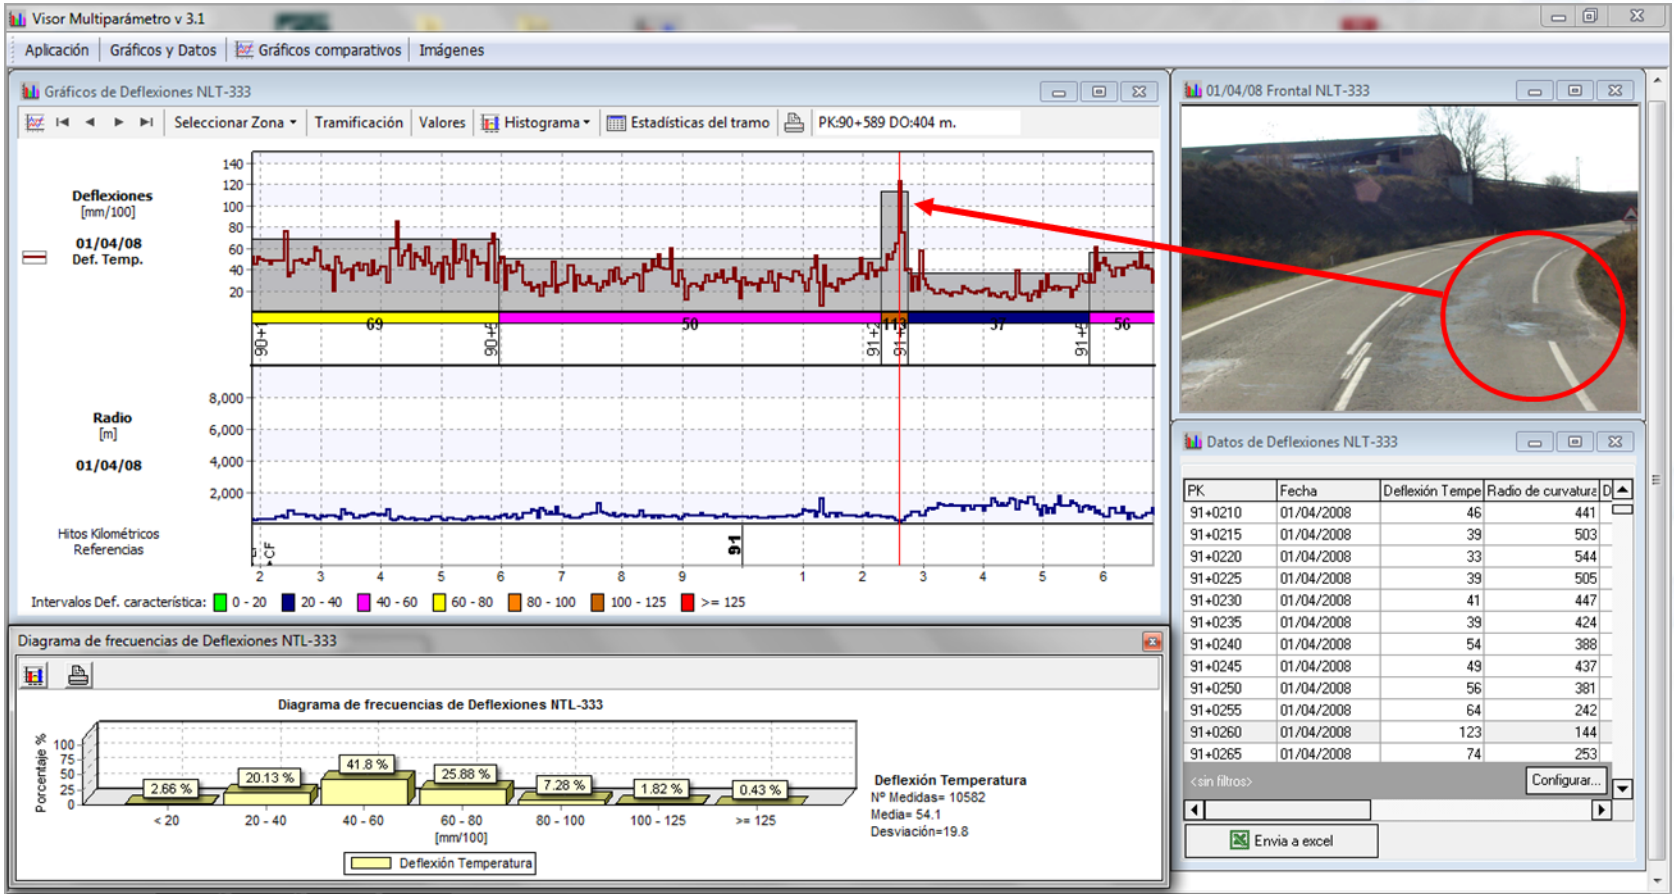 Visor Multiparámetro v 3.1
Aplicación Gráficos y Datos Gráficos comparativos Imágenes
Gráficos de Deflexiones NLT-333
Seleccionar Zona Tramificación Valores Histograma Estadísticas del tramo PK:90+589 DO:404 m.
Deflexiones
[mm/100]
01/04/08
Def. Temp.
140
120
100
80
60
40
20
69 50 113 37 56
90+1 90+5 91+2 91+ 91+5
Radio
[m]
01/04/08
8,000
6,000
4,000
2,000
Hitos Kilométricos
Referencias
CF
91
2 3 4 5 6 7 8 9 1 2 3 4 5 6
Intervalos Def. característica: 0 - 20 20 - 40 40 - 60 60 - 80 80 - 100 100 - 125 >= 125
01/04/08 Frontal NLT-333
Datos de Deflexiones NLT-333
PK Fecha Deflexión Tempe Radio de curvatura D
91+0210 01/04/2008 46 441
91+0215 01/04/2008 39 503
91+0220 01/04/2008 33 544
91+0225 01/04/2008 39 505
91+0230 01/04/2008 41 447
91+0235 01/04/2008 39 424
91+0240 01/04/2008 54 388
91+0245 01/04/2008 49 437
91+0250 01/04/2008 56 381
91+0255 01/04/2008 64 242
91+0260 01/04/2008 123 144
91+0265 01/04/2008 74 253
<sin filtros> Configurar...
Envia a excel
Diagrama de frecuencias de Deflexiones NTL-333
Diagrama de frecuencias de Deflexiones NTL-333
Porcentaje %
100
75
50
25
0
2.66 % 20.13 % 41.8 % 25.88 % 7.28 % 1.82 % 0.43 %
< 20 20 - 40 40 - 60 60 - 80 80 - 100 100 - 125 >= 125
[mm/100]
Deflexión Temperatura
Deflexión Temperatura
Nº Medidas= 10582
Media= 54.1
Desviación=19.8